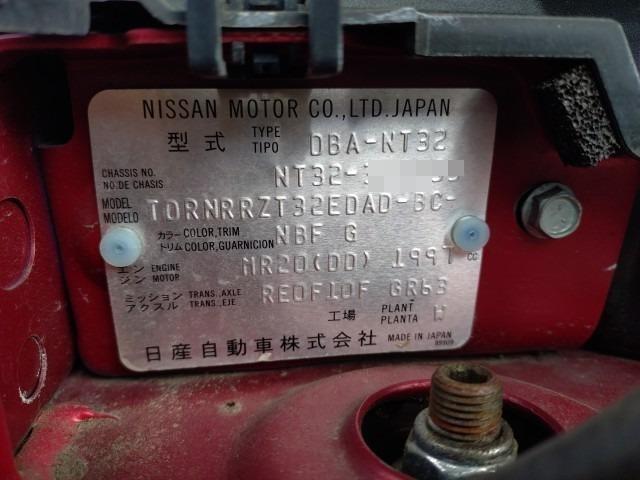 NISSAN MOTOR CO.,LTD.JAPAN
型式 TYPE TIPO DBA-NT32
CHASSIS NO. NO.DE CHASIS NT32-
MODEL MODELO TDRNRRZT32EDAD-BC-
カラー COLOR,TRIM トリム COLOR,GUARNICION NBF G
エンジン ENGINE MOTOR MR20(DD) 1997 CC
ミッション TRANS.,AXLE アクスル TRANS.,EJE RE0F10F GR63
工場 PLANT PLANTA W
日産自動車株式会社 MADE IN JAPAN